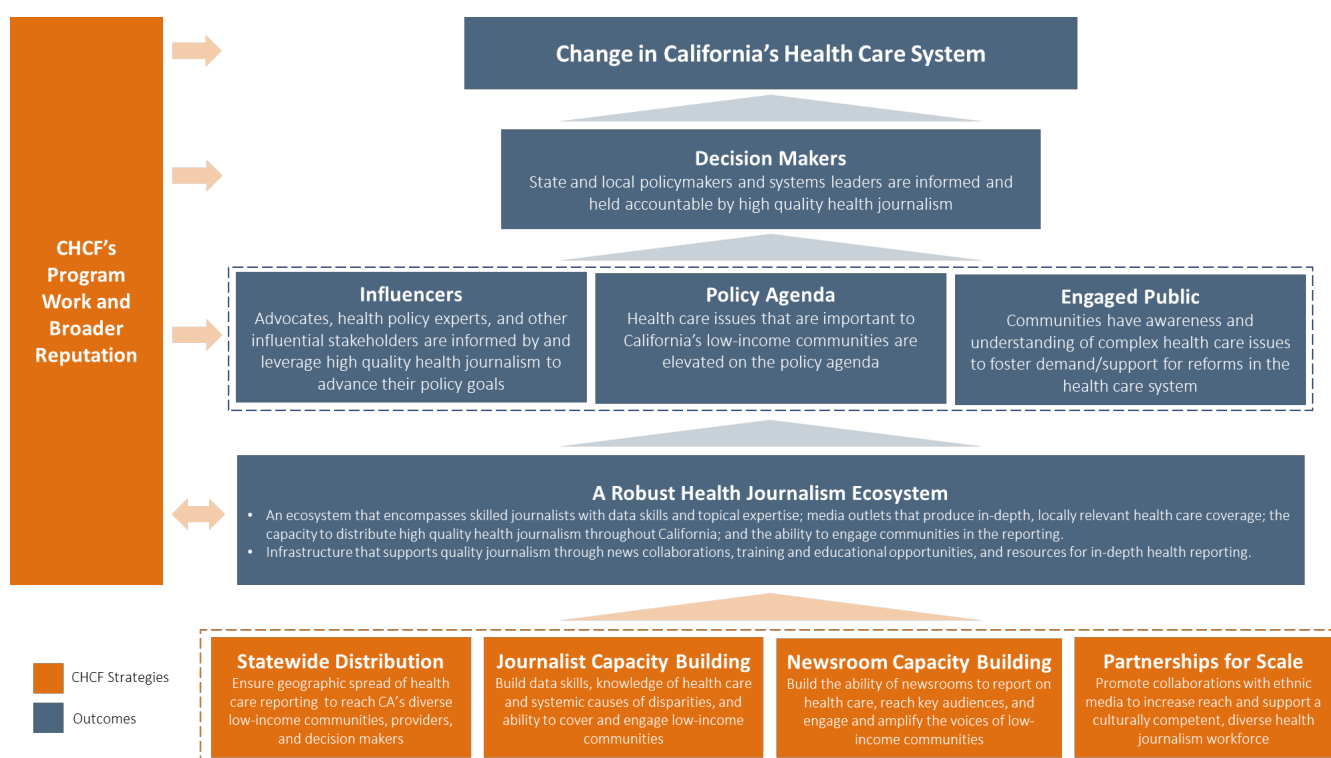 Change in California's Health Care System
Decision Makers
State and local policymakers and systems leaders are informed and
held accountable by high quality health journalism
CHCF's
Program
Work and
Broader
Reputation
Influencers
Advocates, health policy experts, and other
influential stakeholders are informed by and
leverage high quality health journalism to
advance their policy goals
Policy Agenda
Health care issues that are important to
California's low-income communities are
elevated on the policy agenda
Engaged Public
Communities have awareness and
understanding of complex health care issues
to foster demand/support for reforms in the
health care system
A Robust Health Journalism Ecosystem
• An ecosystem that encompasses skilled journalists with data skills and topical expertise; media outlets that produce in-depth, locally relevant health care coverage; the
capacity to distribute high quality health journalism throughout California; and the ability to engage communities in the reporting.
• Infrastructure that supports quality journalism through news collaborations, training and educational opportunities, and resources for in-depth health reporting.
CHCF Strategies
Outcomes
Statewide Distribution
Ensure geographic spread of health
care reporting to reach CA's diverse
low-income communities, providers,
and decision makers
Journalist Capacity Building
Build data skills, knowledge of health care
and systemic causes of disparities, and
ability to cover and engage low-income
communities
Newsroom Capacity Building
Build the ability of newsrooms to report on
health care, reach key audiences, and
engage and amplify the voices of low-
income communities
Partnerships for Scale
Promote collaborations with ethnic
media to increase reach and support a
culturally competent, diverse health
journalism workforce